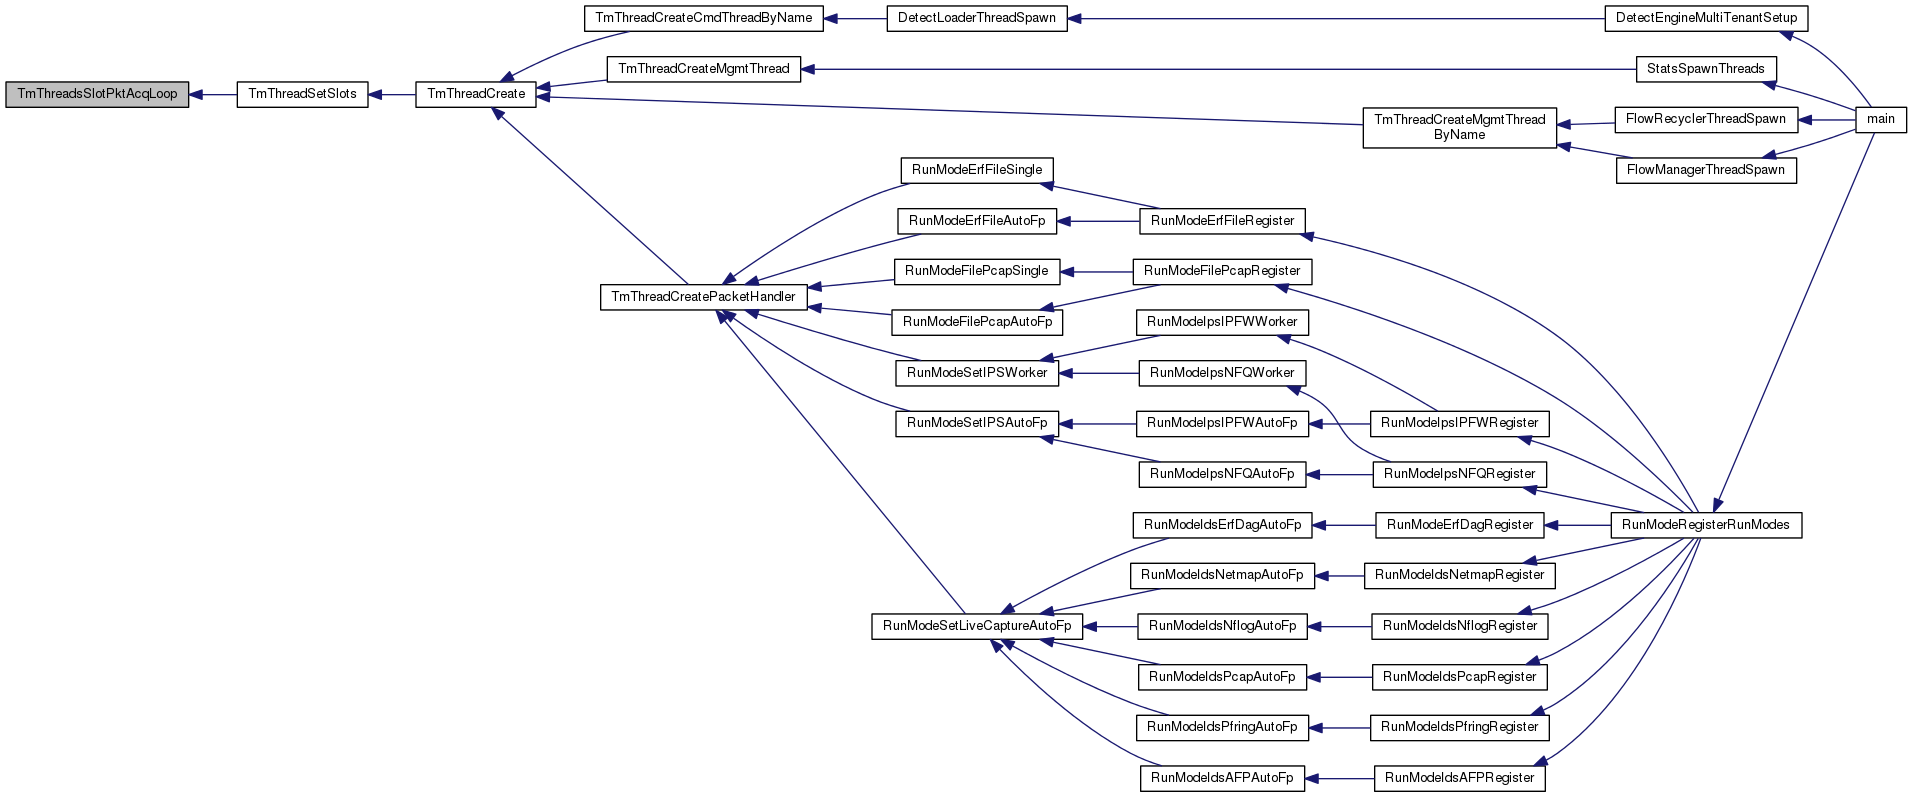 TmThreadCreateCmdThreadByName
DetectLoaderThreadSpawn
DetectEngineMultiTenantSetup
TmThreadCreateMgmtThread
StatsSpawnThreads
TmThreadsSlotPktAcqLoop
TmThreadSetSlots
TmThreadCreate
TmThreadCreateMgmtThread
ByName
FlowRecyclerThreadSpawn
main
FlowManagerThreadSpawn
RunModeErfFileSingle
RunModeErfFileAutoFp
RunModeErfFileRegister
RunModeFilePcapSingle
RunModeFilePcapRegister
TmThreadCreatePacketHandler
RunModeFilePcapAutoFp
RunModeIpsIPFWWorker
RunModeSetIPSWorker
RunModeIpsNFQWorker
RunModeSetIPSAutoFp
RunModeIpsIPFWAutoFp
RunModeIpsIPFWRegister
RunModeIpsNFQAutoFp
RunModeIpsNFQRegister
RunModeIdsErfDagAutoFp
RunModeErfDagRegister
RunModeRegisterRunModes
RunModeIdsNetmapAutoFp
RunModeIdsNetmapRegister
RunModeSetLiveCaptureAutoFp
RunModeIdsNflogAutoFp
RunModeIdsNflogRegister
RunModeIdsPcapAutoFp
RunModeIdsPcapRegister
RunModeIdsPfringAutoFp
RunModeIdsPfringRegister
RunModeIdsAFPAutoFp
RunModeIdsAFPRegister